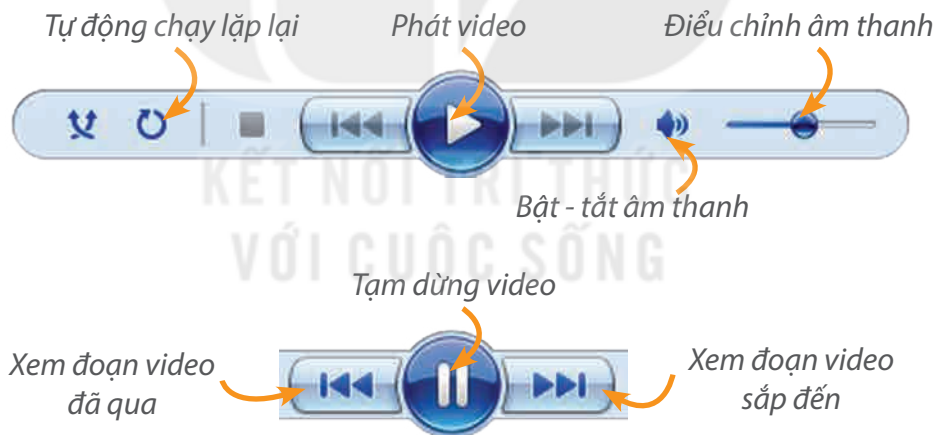 Tự động chạy lặp lại
Phát video
Điểu chỉnh âm thanh
KẾT NỐI TRI THỨC
Bật - tắt âm thanh
VỚI CUỘC SỐNG
Tạm dừng video
Xem đoạn video
đã qua
Xem đoạn video
sắp đến